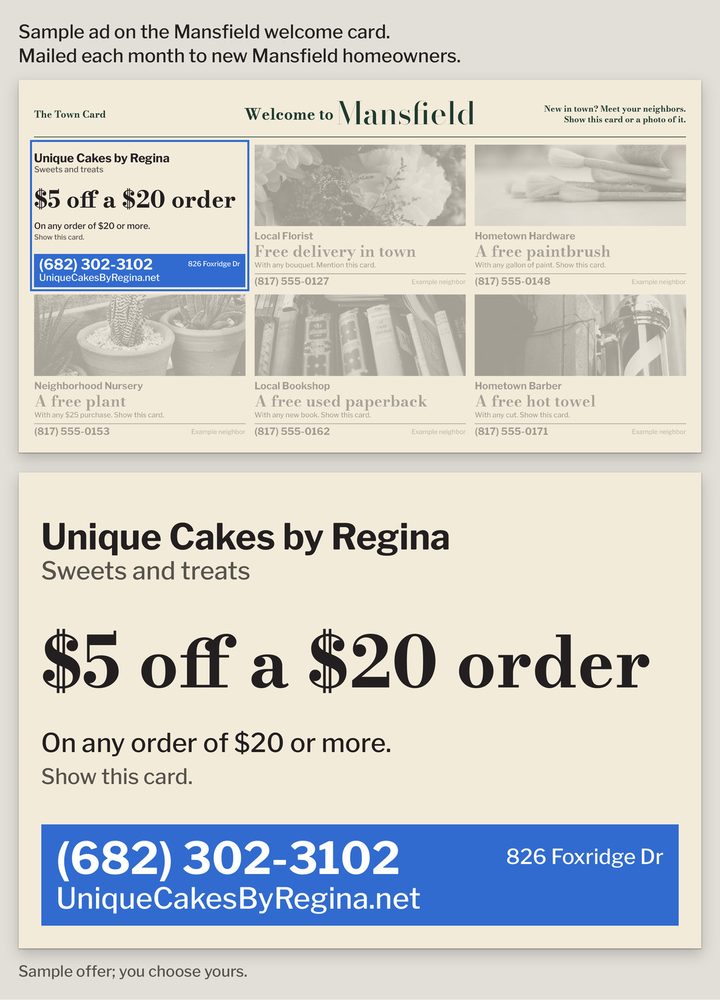 Sample ad on the Mansfield welcome card.
Mailed each month to new Mansfield homeowners.
The Town Card
Welcome to Mansfield
New in town? Meet your neighbors.
Show this card or a photo of it.
Unique Cakes by Regina
Sweets and treats
$5 off a $20 order
On any order of $20 or more.
Show this card.
(682) 302-3102
826 Foxridge Dr
UniqueCakesByRegina.net
Local Florist
Free delivery in town
With any bouquet. Mention this card.
(817) 555-0127
Example neighbor
Hometown Hardware
A free paintbrush
With any gallon of paint. Show this card.
(817) 555-0148
Example neighbor
Neighborhood Nursery
A free plant
With any $25 purchase. Show this card.
(817) 555-0153
Example neighbor
Local Bookshop
A free used paperback
With any new book. Show this card.
(817) 555-0162
Example neighbor
Hometown Barber
A free hot towel
With any cut. Show this card.
(817) 555-0171
Example neighbor
Unique Cakes by Regina
Sweets and treats
$5 off a $20 order
On any order of $20 or more.
Show this card.
(682) 302-3102
826 Foxridge Dr
UniqueCakesByRegina.net
Sample offer; you choose yours.